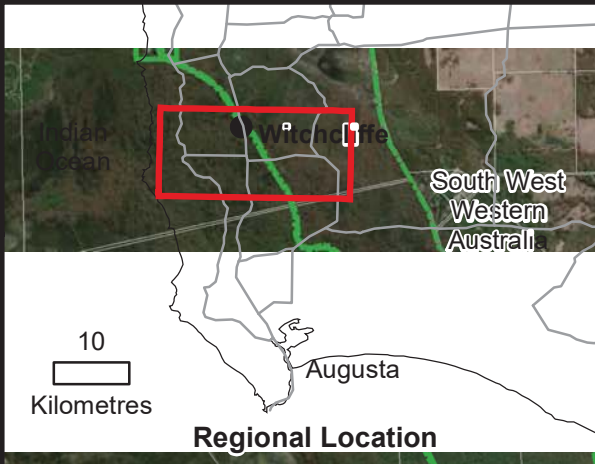 Indian
Ocean
Witchcliffe
South West
Western
Australia
10
Kilometres
Augusta
Regional Location